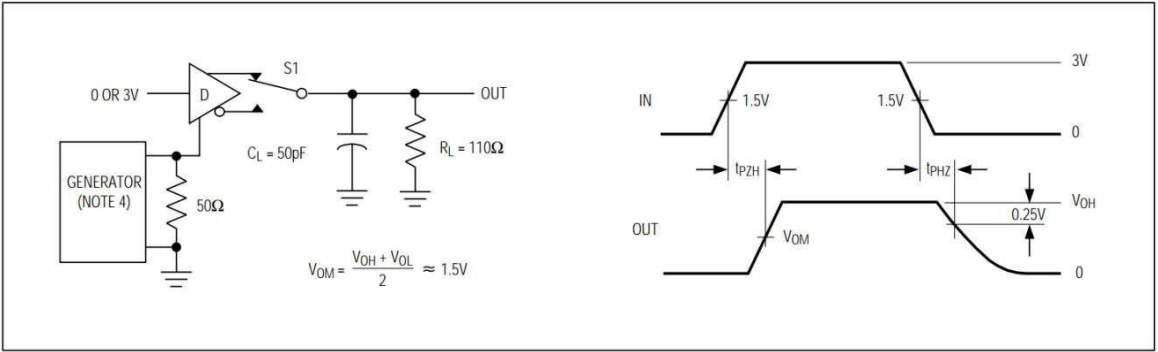 S1
0 OR 3V
D
OUT
C_L = 50pF
R_L = 110Ω
GENERATOR
(NOTE 4)
50Ω
V_OM = (V_OH + V_OL) / 2 ≈ 1.5V
3V
IN
1.5V
1.5V
0
t_PZH
t_PHZ
V_OH
0.25V
OUT
V_OM
0